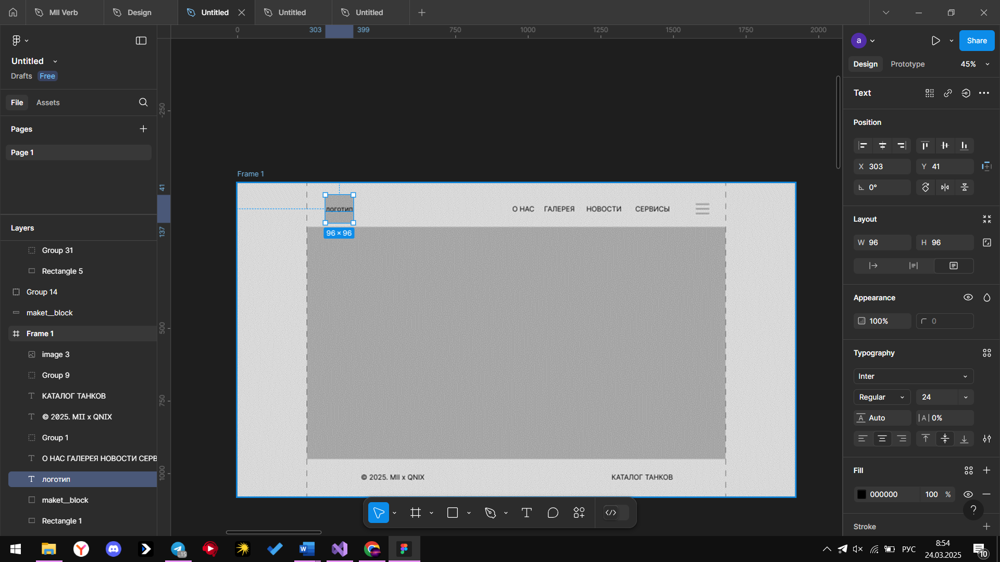 MII Verb
Design
Untitled
Untitled
Untitled
0
303
399
750
1000
1250
1500
1750
2000
Untitled
Drafts
Free
File
Assets
Pages
Page 1
Layers
Group 31
Rectangle 5
Group 14
maket__block
Frame 1
image 3
Group 9
КАТАЛОГ ТАНКОВ
© 2025. MII x QNIX
Group 1
О НАС ГАЛЕРЕЯ НОВОСТИ СЕРВ
логотип
maket__block
Rectangle 1
-250
41
137
500
750
1000
Frame 1
логотип
96 × 96
О НАС ГАЛЕРЕЯ НОВОСТИ СЕРВИСЫ
© 2025. MII x QNIX
КАТАЛОГ ТАНКОВ
a
Share
Design
Prototype
45%
Text
Position
X 303
Y 41
0°
Layout
W 96
H 96
Appearance
100%
0
Typography
Inter
Regular
24
A Auto
|A| 0%
Fill
000000
100 %
?
Stroke
15
W
РУС
8:54
24.03.2025
10